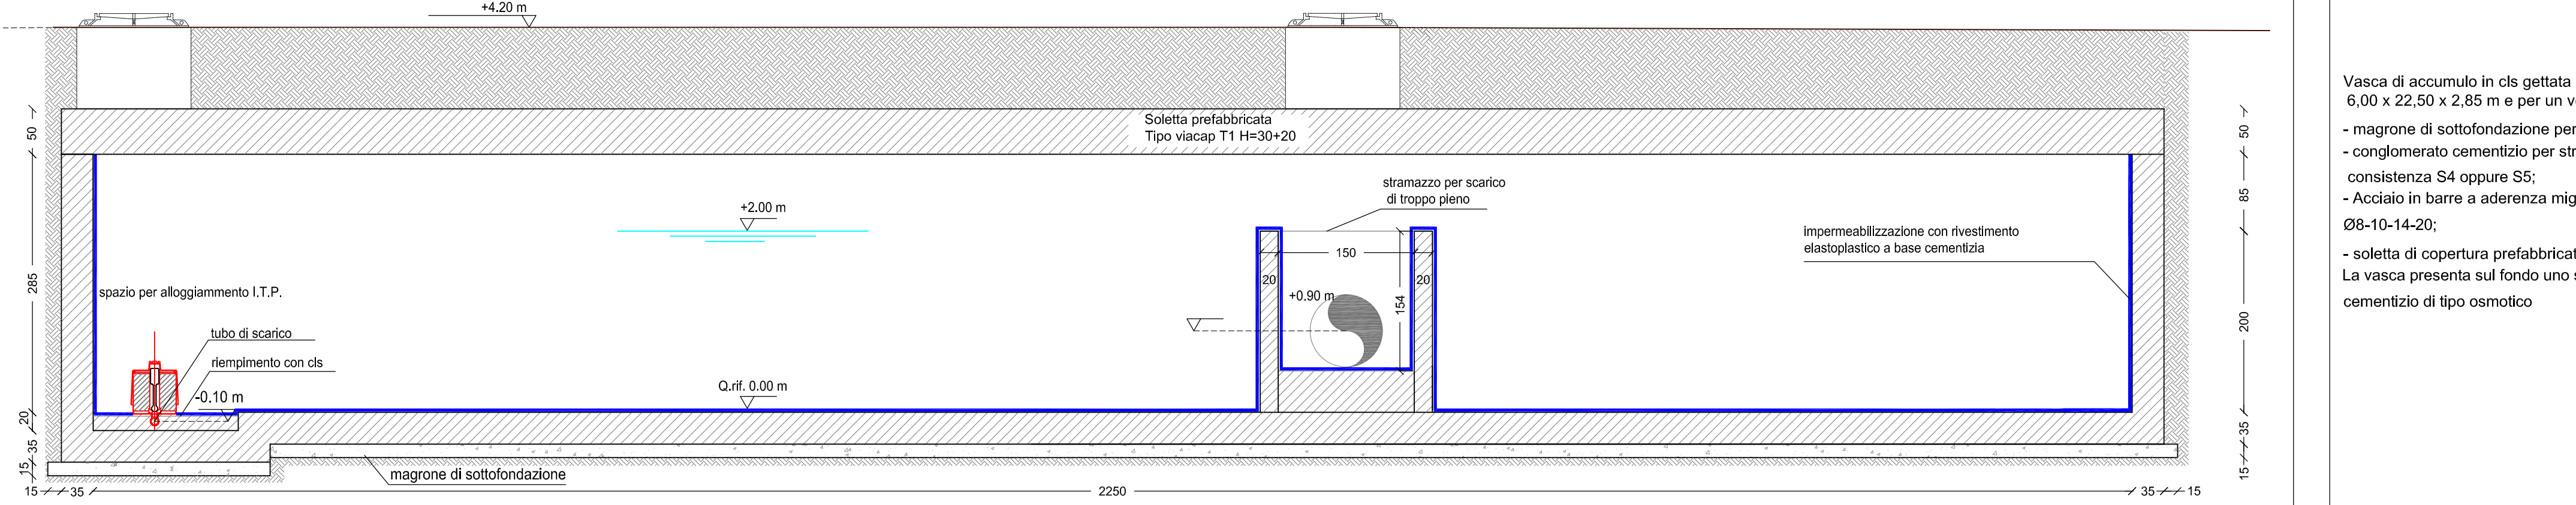 +4.20 m
Soletta prefabbricata
Tipo viacap T1 H=30+20
50
285
20
35
15
+2.00 m
stramazzo per scarico
di troppo pieno
150
20
20
+0.90 m
154
impermeabilizzazione con rivestimento
elastoplastico a base cementizia
spazio per alloggiammento I.T.P.
tubo di scarico
riempimento con cls
-0.10 m
Q.rif. 0.00 m
magrone di sottofondazione
50
85
200
35
15
15
35
2250
35
15
Vasca di accumulo in cls gettata
6,00 x 22,50 x 2,85 m e per un v
- magrone di sottofondazione per
- conglomerato cementizio per str
consistenza S4 oppure S5;
- Acciaio in barre a aderenza mig
Ø8-10-14-20;
- soletta di copertura prefabbricat
La vasca presenta sul fondo uno s
cementizio di tipo osmotico